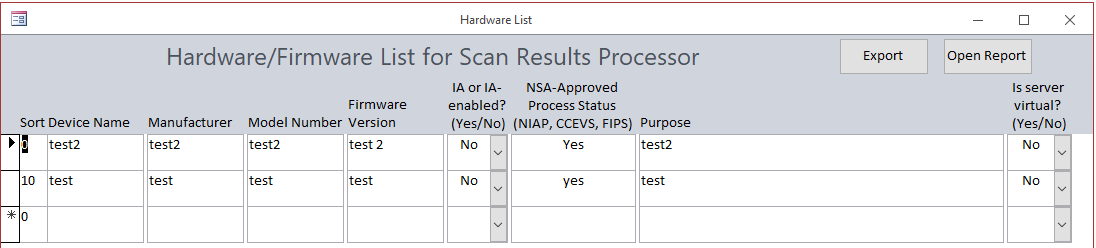 Hardware List
Hardware/Firmware List for Scan Results Processor
Export
Open Report
Sort
Device Name
Manufacturer
Model Number
Firmware
Version
IA or IA-
enabled?
(Yes/No)
NSA-Approved
Process Status
(NIAP, CCEVS, FIPS)
Purpose
Is server
virtual?
(Yes/No)
0 test2 test2 test2 test 2 No Yes test2 No
10 test test test test No yes test No
* 0